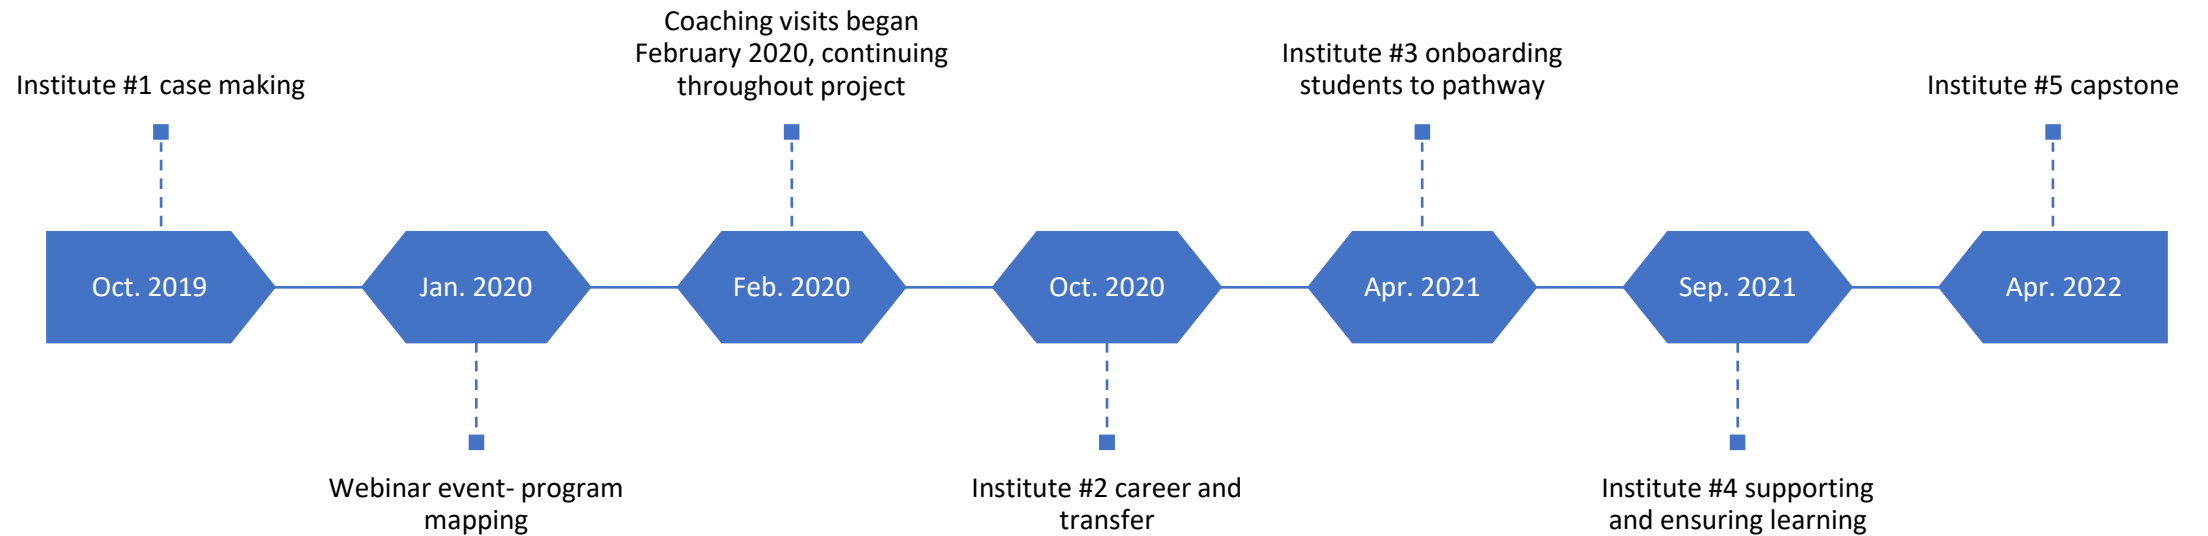 Coaching visits began
February 2020, continuing
throughout project
Institute #1 case making
Institute #3 onboarding
students to pathway
Institute #5 capstone
Oct. 2019
Jan. 2020
Feb. 2020
Oct. 2020
Apr. 2021
Sep. 2021
Apr. 2022
Webinar event- program
mapping
Institute #2 career and
transfer
Institute #4 supporting
and ensuring learning